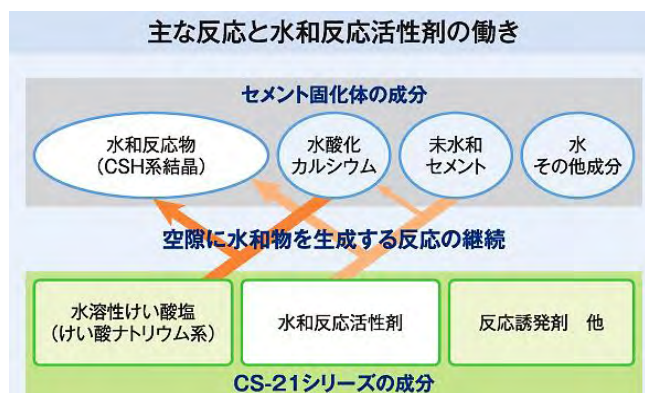 主な反応と水和反応活性剤の働き
セメント固化体の成分
水和反応物
(CSH系結晶)
水酸化
カルシウム
未水和
セメント
水
その他成分
空隙に水和物を生成する反応の継続
水溶性けい酸塩
(けい酸ナトリウム系)
水和反応活性剤
反応誘発剤 他
CS-21シリーズの成分